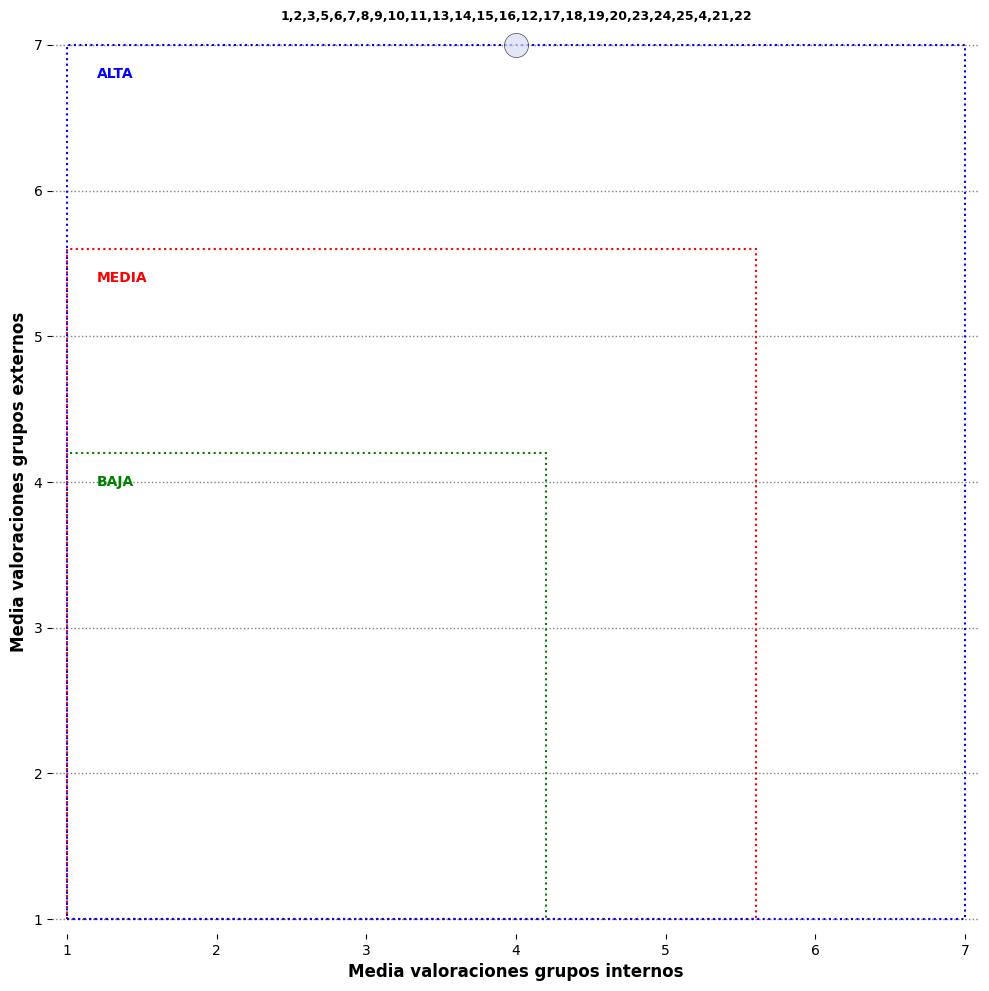 1,2,3,5,6,7,8,9,10,11,13,14,15,16,12,17,18,19,20,23,24,25,4,21,22
7
ALTA
6
MEDIA
5
BAJA
4
3
2
1
1 2 3 4 5 6 7
Media valoraciones grupos internos
Media valoraciones grupos externos